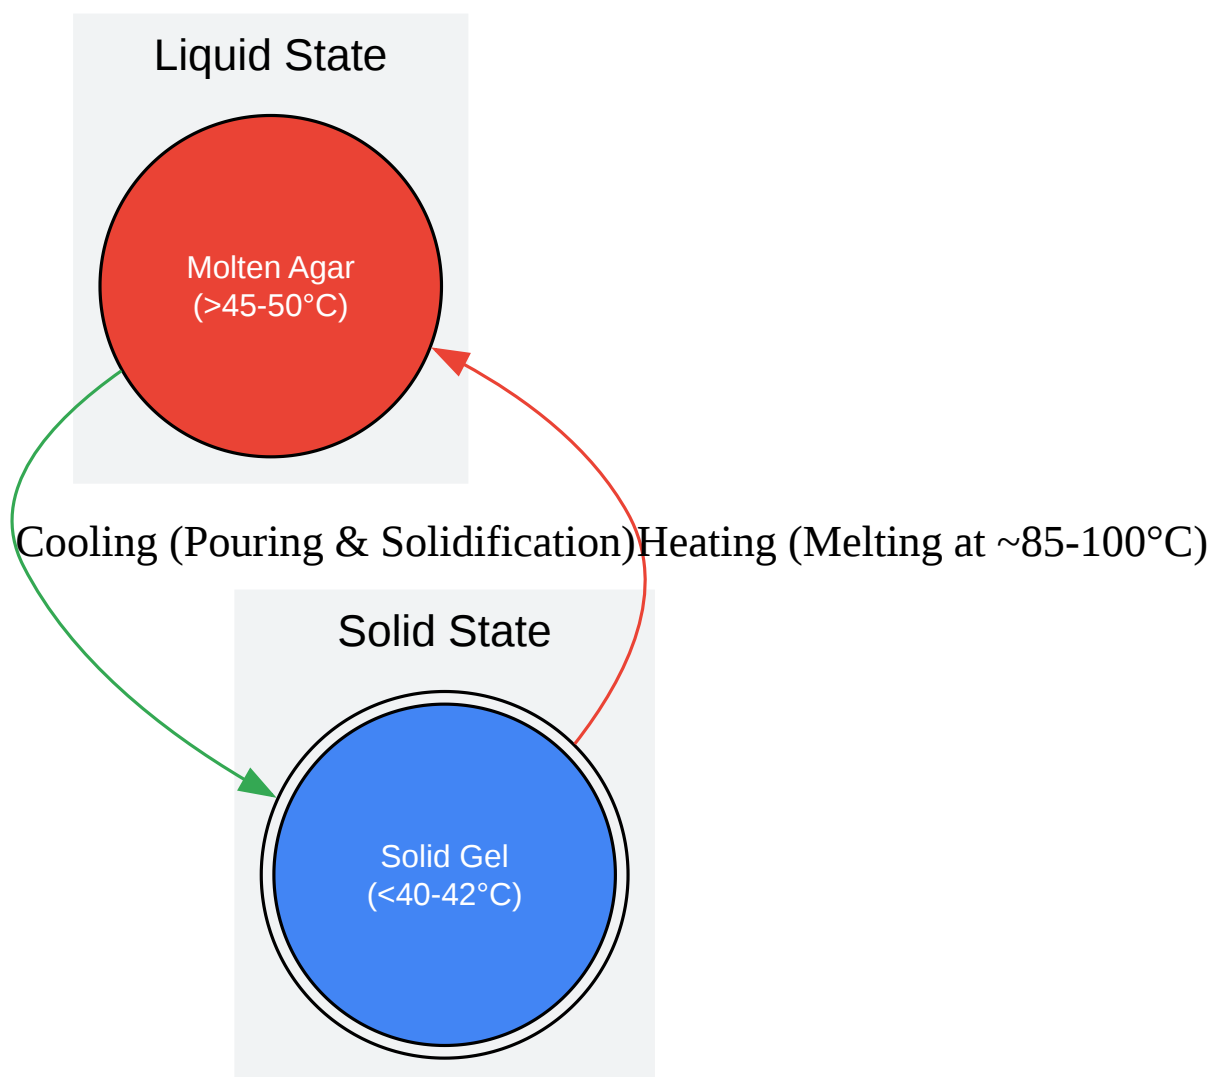 Liquid State
Molten Agar
(>45-50°C)
Cooling (Pouring & Solidification)
Heating (Melting at ~85-100°C)
Solid State
Solid Gel
(<40-42°C)